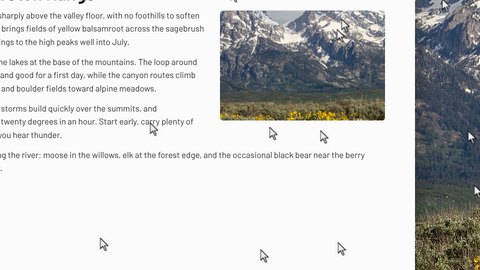 sharply above the valley floor, with no foothills to soften
brings fields of yellow balsamroot across the sagebrush
ings to the high peaks well into July.
he lakes at the base of the mountains. The loop around
and good for a first day, while the canyon routes climb
and boulder fields toward alpine meadows.
storms build quickly over the summits, and
twenty degrees in an hour. Start early, carry plenty of
you hear thunder.
ng the river: moose in the willows, elk at the forest edge, and the occasional black bear near the berry